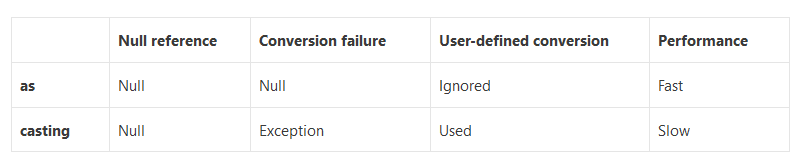 Null reference Conversion failure User-defined conversion Performance
as Null Null Ignored Fast
casting Null Exception Used Slow